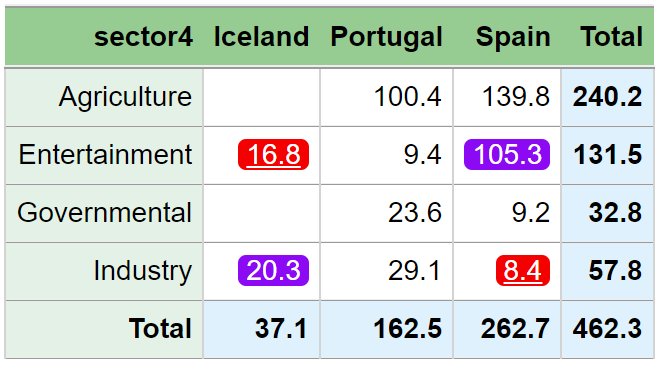 sector4 Iceland Portugal Spain Total
Agriculture 100.4 139.8 240.2
Entertainment 16.8 9.4 105.3 131.5
Governmental 23.6 9.2 32.8
Industry 20.3 29.1 8.4 57.8
Total 37.1 162.5 262.7 462.3